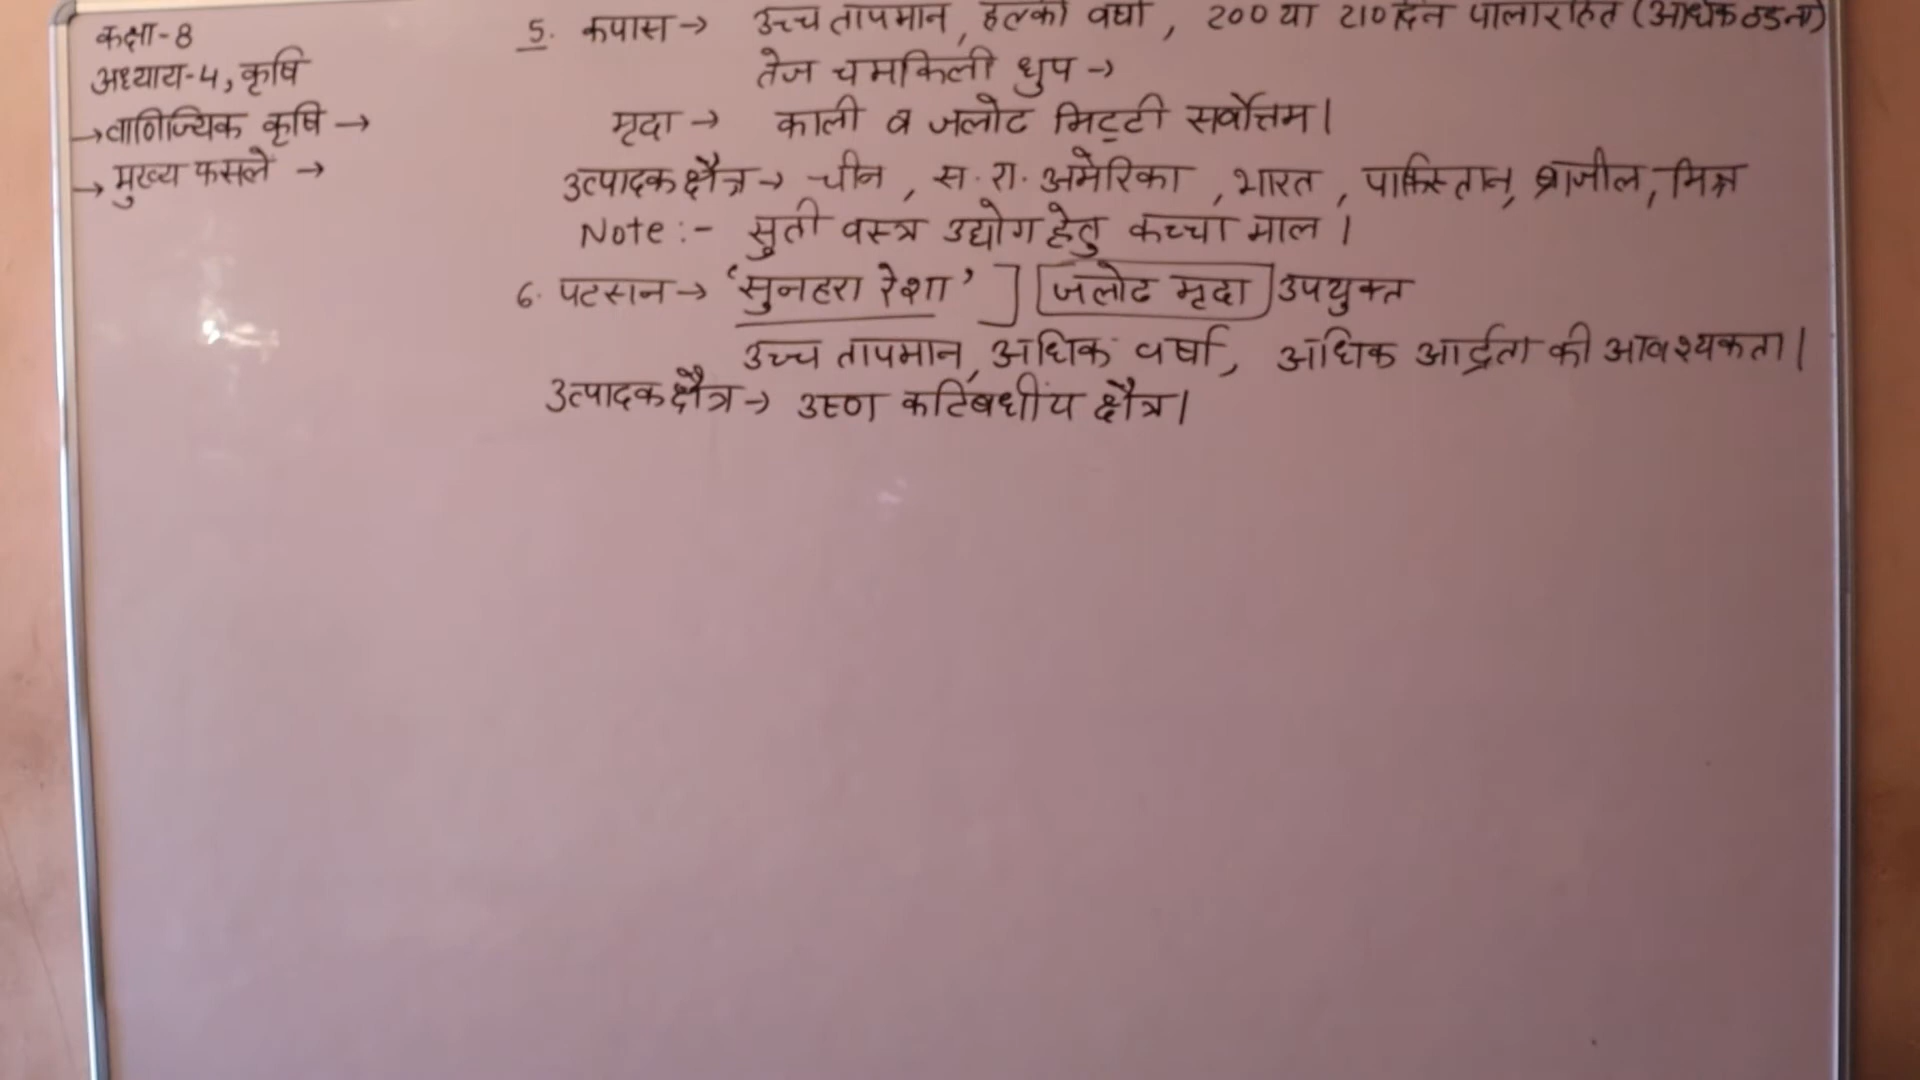 कक्षा-8
अध्याय-4, कृषि
→वाणिज्यिक कृषि →
→ मुख्य फसले →
5. कपास → उच्च तापमान, हल्की वर्षा, 200 या 210 दिन पालारहित (अधिक ठण्ड ना)
तेज चमकिली धुप →
मृदा → काली व जलोढ मिट्टी सर्वोत्तम।
उत्पादक क्षैत्र → चीन, स. रा. अमेरिका, भारत, पाकिस्तान, ब्राजील, मिस्र
Note :- सुती वस्त्र उद्योग हेतु कच्चा माल।
6. पटसन → 'सुनहरा रेशा' ] जलोढ मृदा उपयुक्त
उच्च तापमान, अधिक वर्षा, अधिक आर्द्रता की आवश्यकता।
उत्पादक क्षैत्र → उष्ण कटिबधीय क्षैत्र।